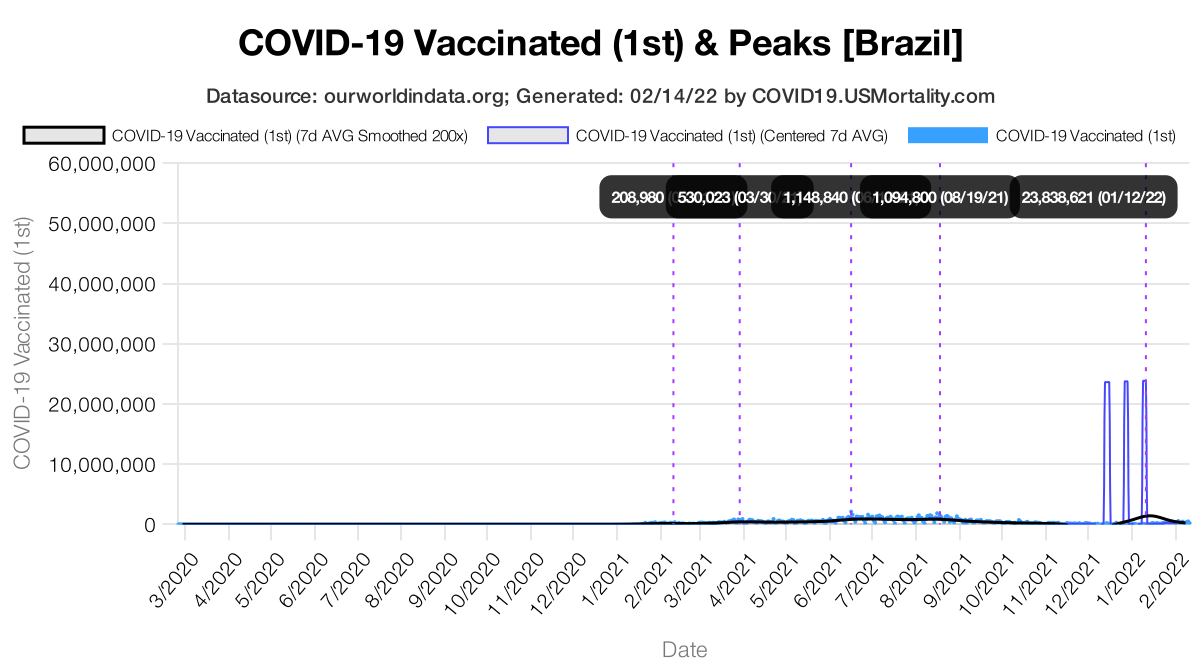 COVID-19 Vaccinated (1st) & Peaks [Brazil]
Datasource: ourworldindata.org; Generated: 02/14/22 by COVID19.USMortality.com
COVID-19 Vaccinated (1st) (7d AVG Smoothed 200x) COVID-19 Vaccinated (1st) (Centered 7d AVG) COVID-19 Vaccinated (1st)
60,000,000
208,980 530,023 (03/30 1,148,840 1,094,800 (08/19/21) 23,838,621 (01/12/22)
50,000,000
40,000,000
30,000,000
20,000,000
10,000,000
0
COVID-19 Vaccinated (1st)
3/2020 4/2020 5/2020 6/2020 7/2020 8/2020 9/2020 10/2020 11/2020 12/2020 1/2021 2/2021 3/2021 4/2021 5/2021 6/2021 7/2021 8/2021 9/2021 10/2021 11/2021 12/2021 1/2022 2/2022
Date